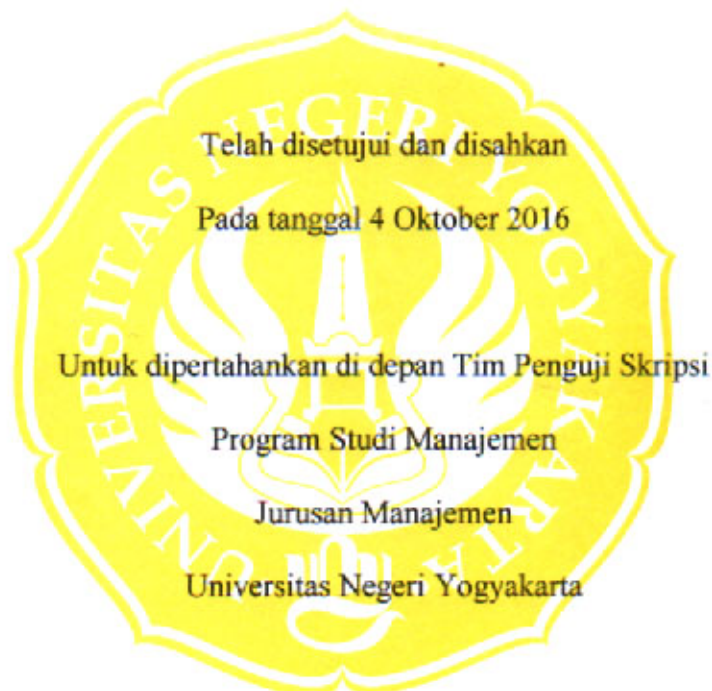 Telah disetujui dan disahkan
Pada tanggal 4 Oktober 2016
Untuk dipertahankan di depan Tim Penguji Skripsi
Program Studi Manajemen
Jurusan Manajemen
Universitas Negeri Yogyakarta
UNIVERSITAS NEGERI YOGYAKARTA